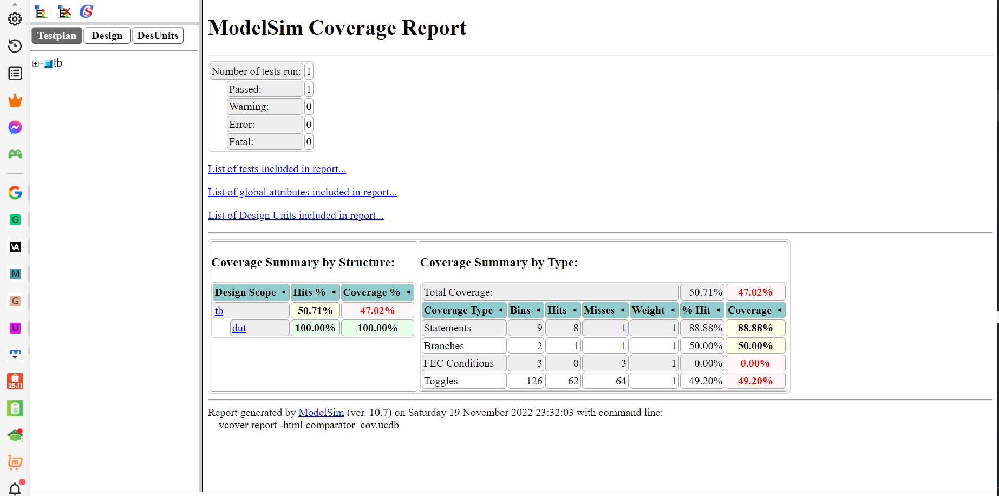 Testplan Design DesUnits
tb
ModelSim Coverage Report
Number of tests run: 1
Passed: 1
Warning: 0
Error: 0
Fatal: 0
List of tests included in report...
List of global attributes included in report...
List of Design Units included in report...
Coverage Summary by Structure:
Design Scope ◄ Hits % ◄ Coverage % ◄
tb 50.71% 47.02%
dut 100.00% 100.00%
Coverage Summary by Type:
Total Coverage: 50.71% 47.02%
Coverage Type ◄ Bins ◄ Hits ◄ Misses ◄ Weight ◄ % Hit ◄ Coverage ◄
Statements 9 8 1 1 88.88% 88.88%
Branches 2 1 1 1 50.00% 50.00%
FEC Conditions 3 0 3 1 0.00% 0.00%
Toggles 126 62 64 1 49.20% 49.20%
Report generated by ModelSim (ver. 10.7) on Saturday 19 November 2022 23:32:03 with command line:
vcover report -html comparator_cov.ucdb
G
VA
M
G
U
25.11